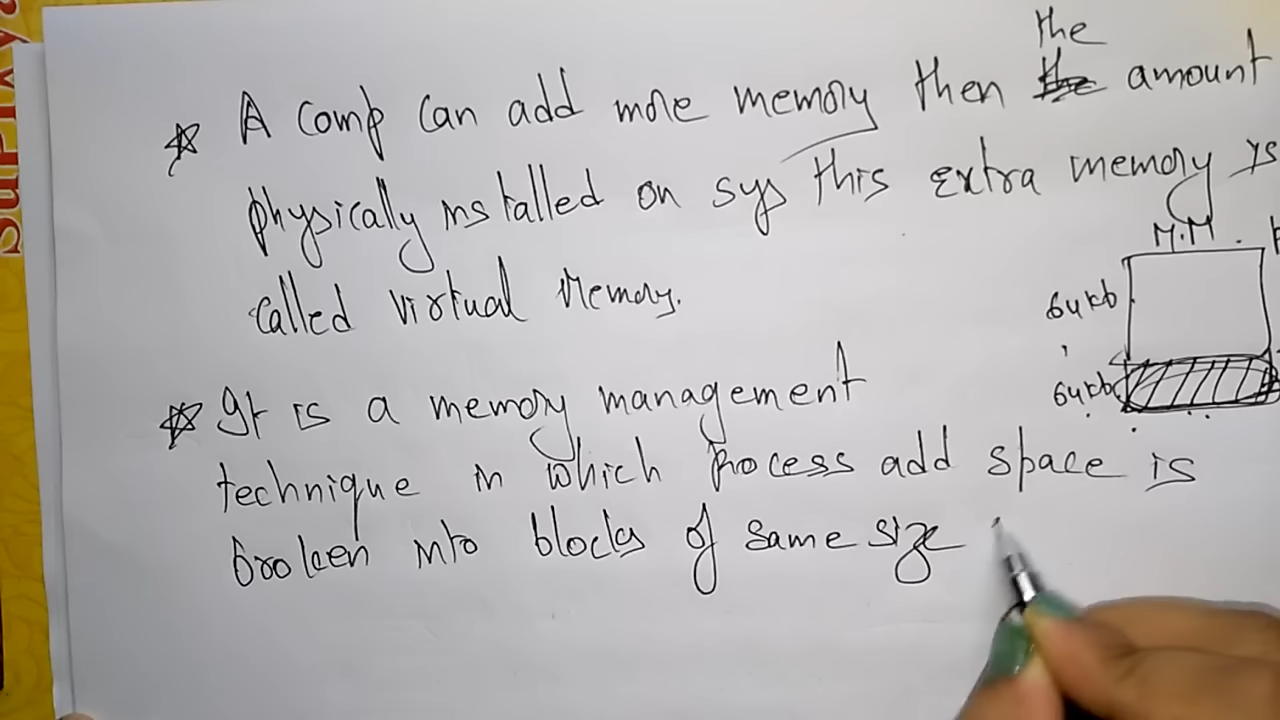 the
A comp can add more memory then the amount
physically installed on sys this extra memory is
called virtual memory.
M.M.
64kb
64kb
It is a memory management
technique in which process add space is
broken into blocks of same size